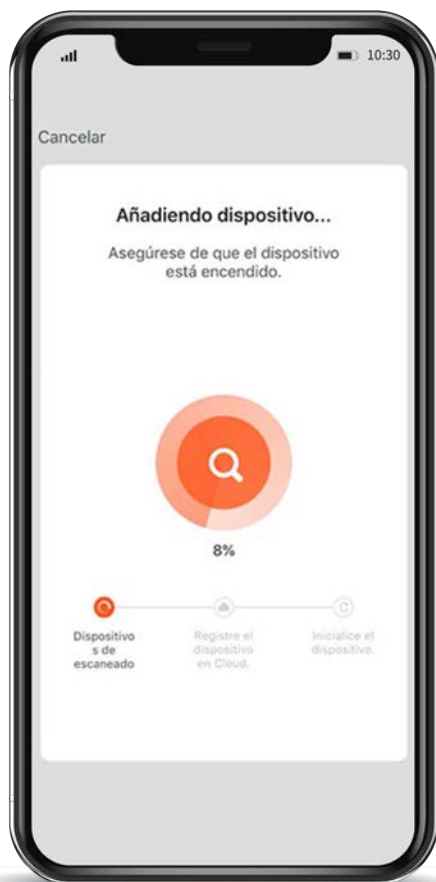 10:30
Cancelar
Añadiendo dispositivo...
Asegúrese de que el dispositivo
está encendido.
8%
Dispositivo
s de
escaneado
Registre el
dispositivo
en Cloud.
Inicialice el
dispositivo.